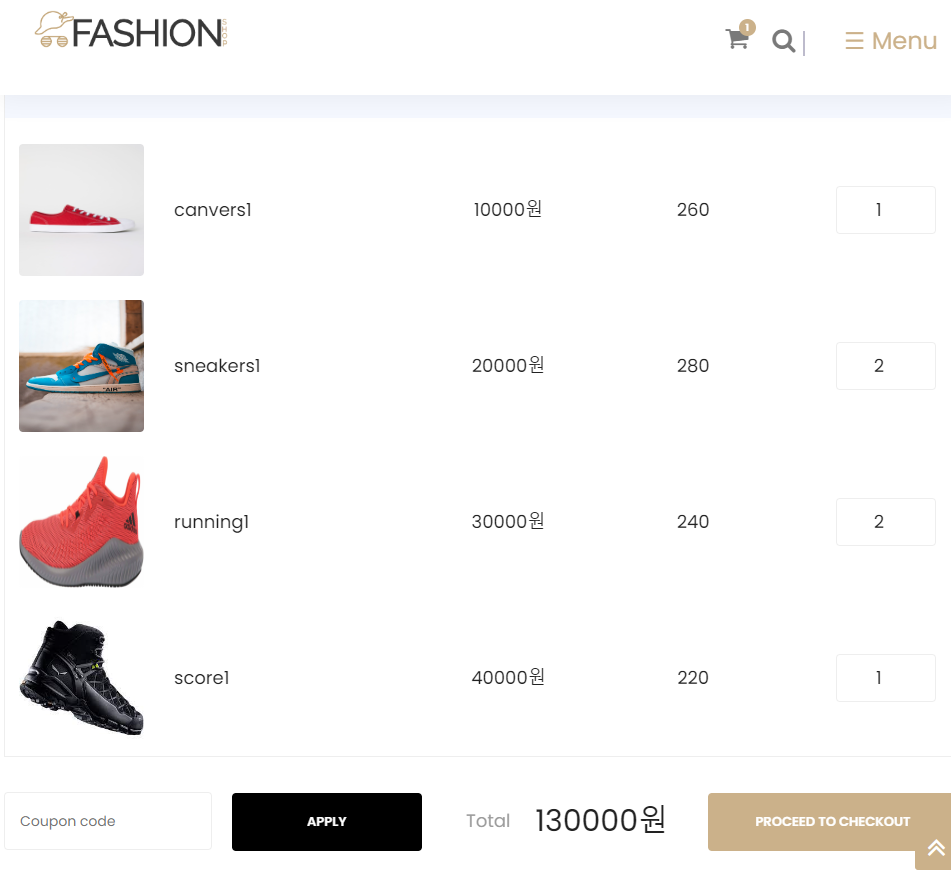 FASHION SHOP
1
☰ Menu
canvers1 10000원 260 1
"AIR"
sneakers1 20000원 280 2
running1 30000원 240 2
score1 40000원 220 1
Coupon code APPLY Total 130000원 PROCEED TO CHECKOUT